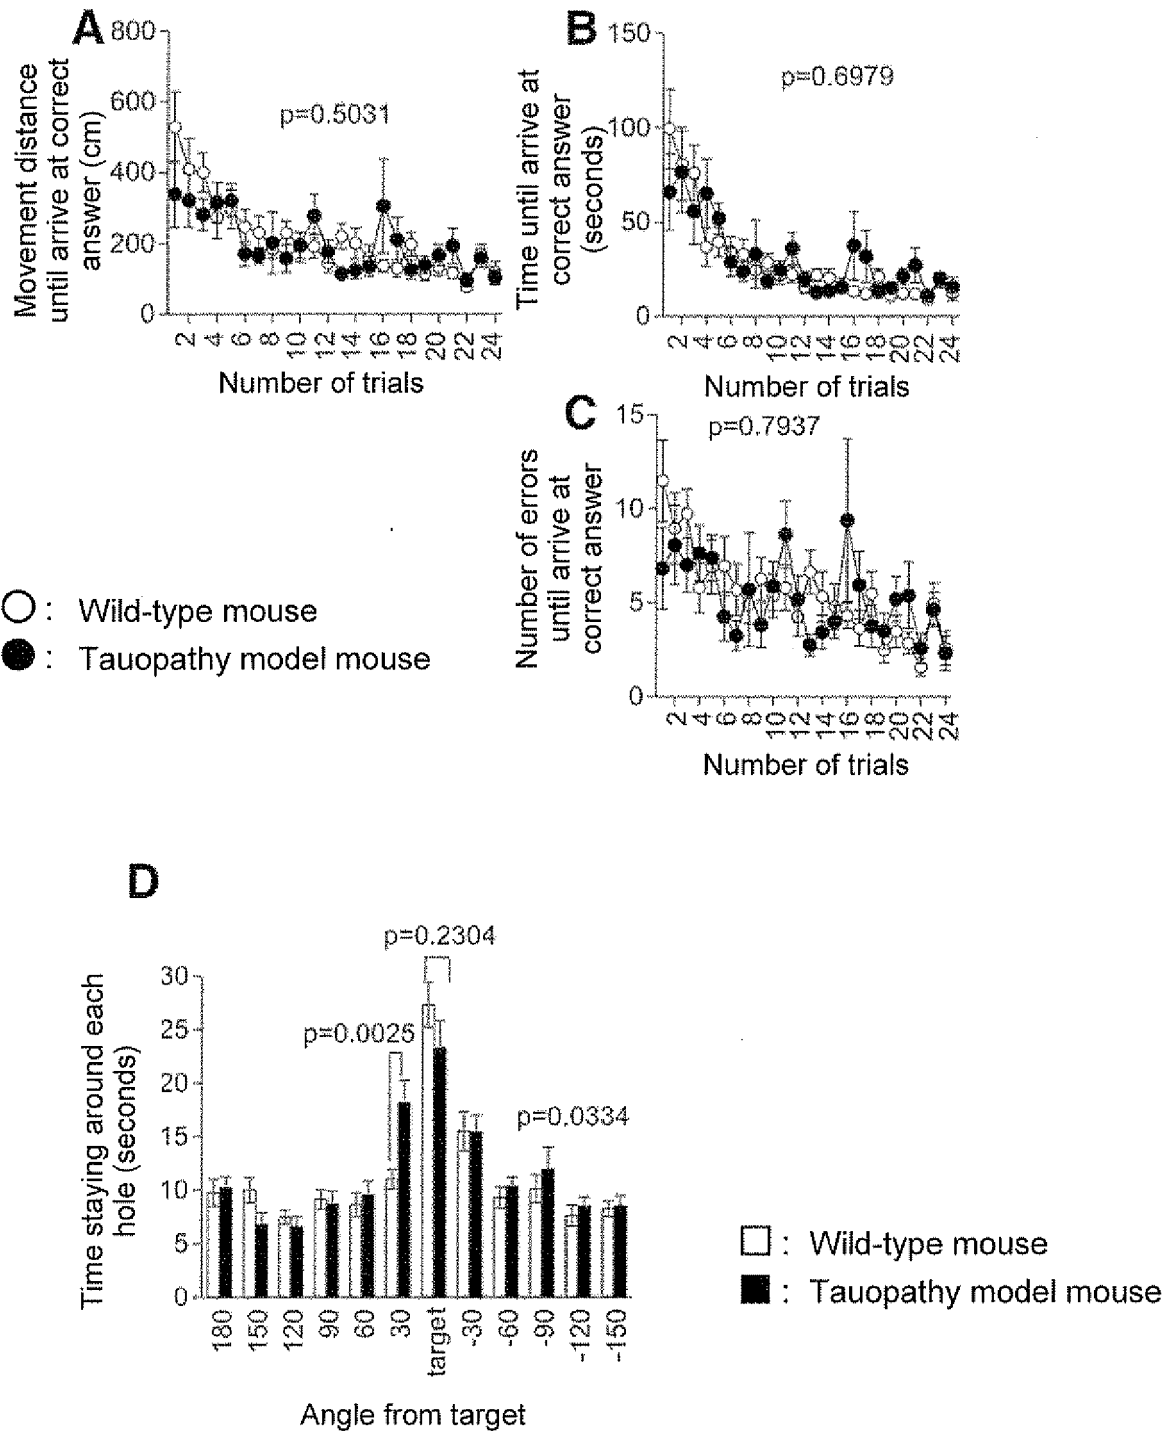 A
800
600
400
200
0
Movement distance
until arrive at correct
answer (cm)
p=0.5031
2 4 6 8 10 12 14 16 18 20 22 24
Number of trials
B
150
100
50
0
Time until arrive at
correct answer
(seconds)
p=0.6979
2 4 6 8 10 12 14 16 18 20 22 24
Number of trials
C
15
10
5
0
Number of errors
until arrive at
correct answer
p=0.7937
2 4 6 8 10 12 14 16 18 20 22 24
Number of trials
: Wild-type mouse
: Tauopathy model mouse
D
p=0.2304
p=0.0025
p=0.0334
30
25
20
15
10
5
0
Time staying around each
hole (seconds)
180 150 120 90 60 30 target -30 -60 -90 -120 -150
Angle from target
: Wild-type mouse
: Tauopathy model mouse